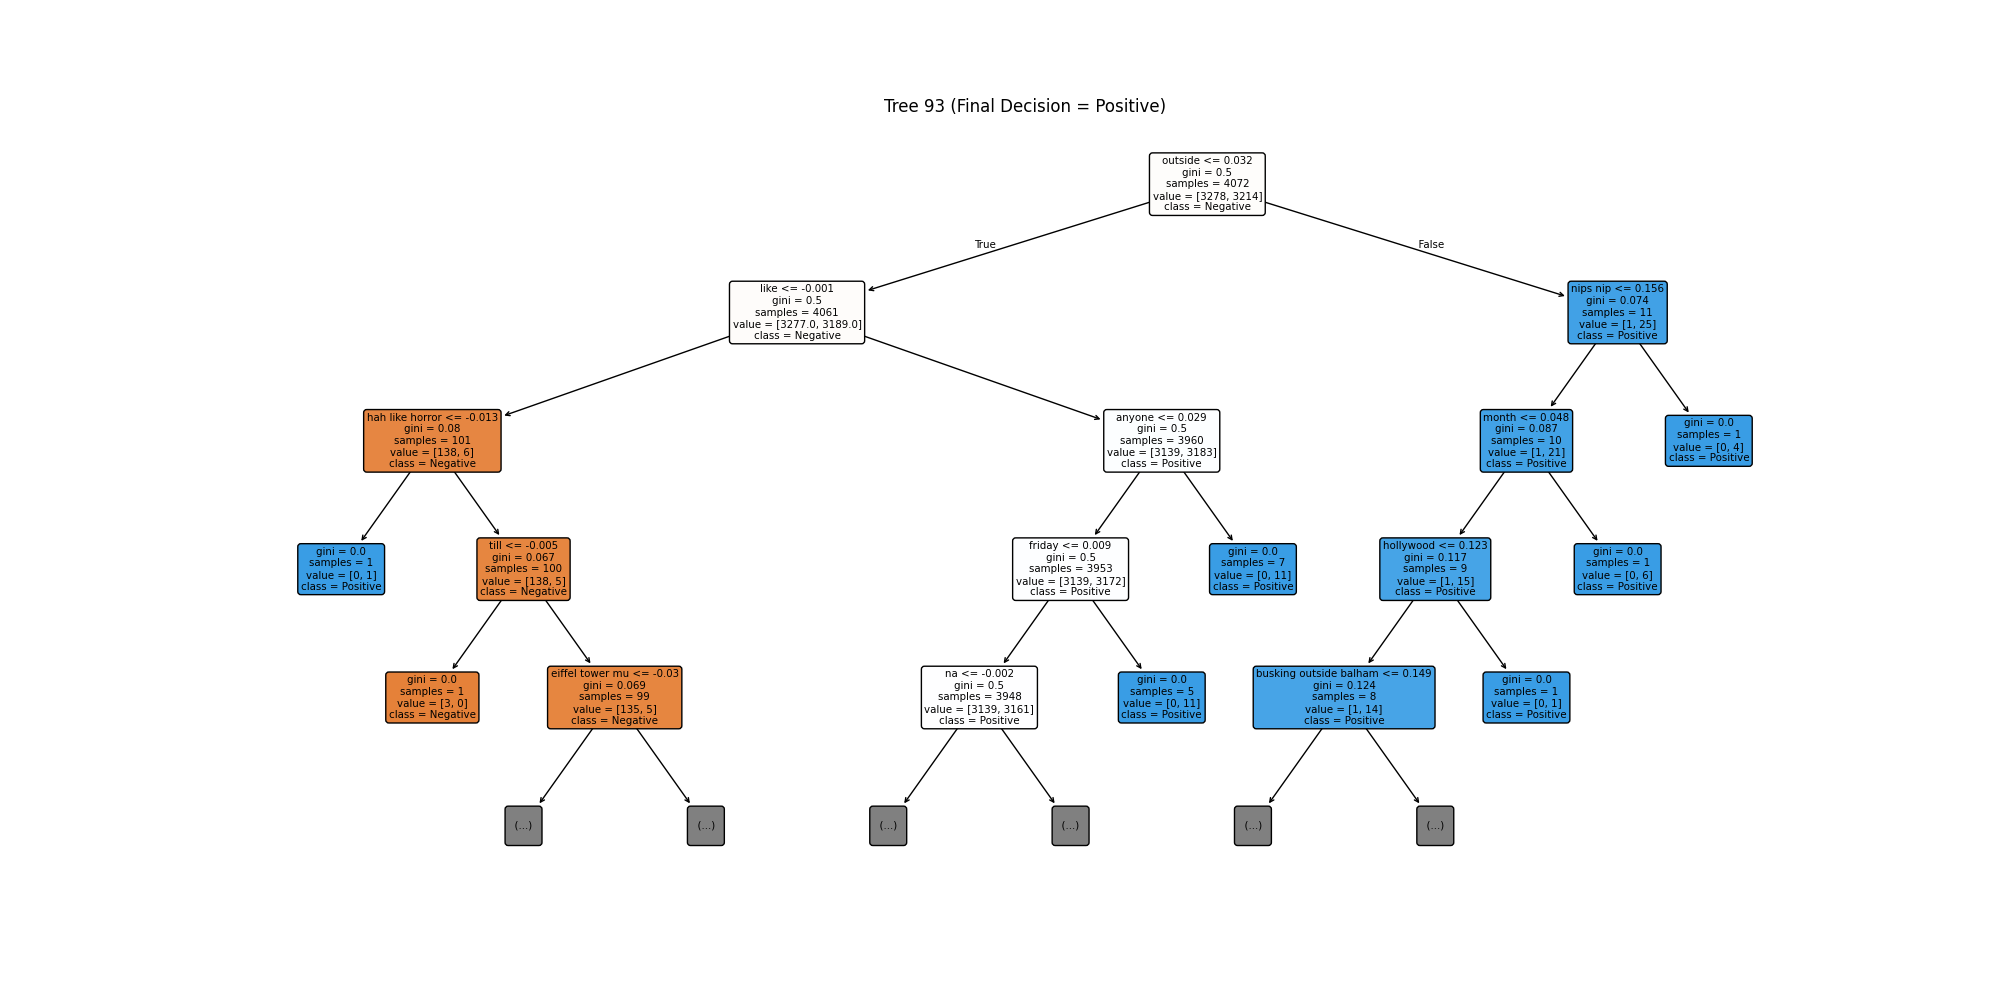 Tree 93 (Final Decision = Positive)
outside <= 0.032
gini = 0.5
samples = 4072
value = [3278, 3214]
class = Negative
True
False
like <= -0.001
gini = 0.5
samples = 4061
value = [3277.0, 3189.0]
class = Negative
nips nip <= 0.156
gini = 0.074
samples = 11
value = [1, 25]
class = Positive
hah like horror <= -0.013
gini = 0.08
samples = 101
value = [138, 6]
class = Negative
anyone <= 0.029
gini = 0.5
samples = 3960
value = [3139, 3183]
class = Positive
month <= 0.048
gini = 0.087
samples = 10
value = [1, 21]
class = Positive
gini = 0.0
samples = 1
value = [0, 4]
class = Positive
gini = 0.0
samples = 1
value = [0, 1]
class = Positive
till <= -0.005
gini = 0.067
samples = 100
value = [138, 5]
class = Negative
friday <= 0.009
gini = 0.5
samples = 3953
value = [3139, 3172]
class = Positive
gini = 0.0
samples = 7
value = [0, 11]
class = Positive
hollywood <= 0.123
gini = 0.117
samples = 9
value = [1, 15]
class = Positive
gini = 0.0
samples = 1
value = [0, 6]
class = Positive
gini = 0.0
samples = 1
value = [3, 0]
class = Negative
eiffel tower mu <= -0.03
gini = 0.069
samples = 99
value = [135, 5]
class = Negative
na <= -0.002
gini = 0.5
samples = 3948
value = [3139, 3161]
class = Positive
gini = 0.0
samples = 5
value = [0, 11]
class = Positive
busking outside balham <= 0.149
gini = 0.124
samples = 8
value = [1, 14]
class = Positive
gini = 0.0
samples = 1
value = [0, 1]
class = Positive
(...)
(...)
(...)
(...)
(...)
(...)